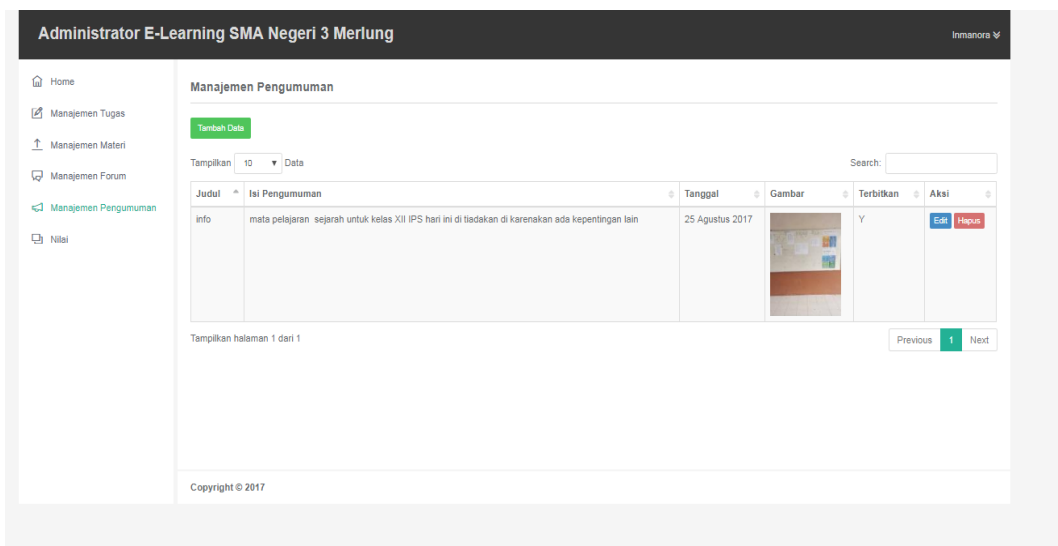 Administrator E-Learning SMA Negeri 3 Merlung
Inmanora
Home
Manajemen Tugas
Manajemen Materi
Manajemen Forum
Manajemen Pengumuman
Nilai
Manajemen Pengumuman
Tambah Data
Tampilkan 10 Data
Search:
Judul Isi Pengumuman Tanggal Gambar Terbitkan Aksi
info mata pelajaran sejarah untuk kelas XII IPS hari ini di tiadakan di karenakan ada kepentingan lain 25 Agustus 2017 Y Edit Hapus
Tampilkan halaman 1 dari 1
Previous 1 Next
Copyright © 2017